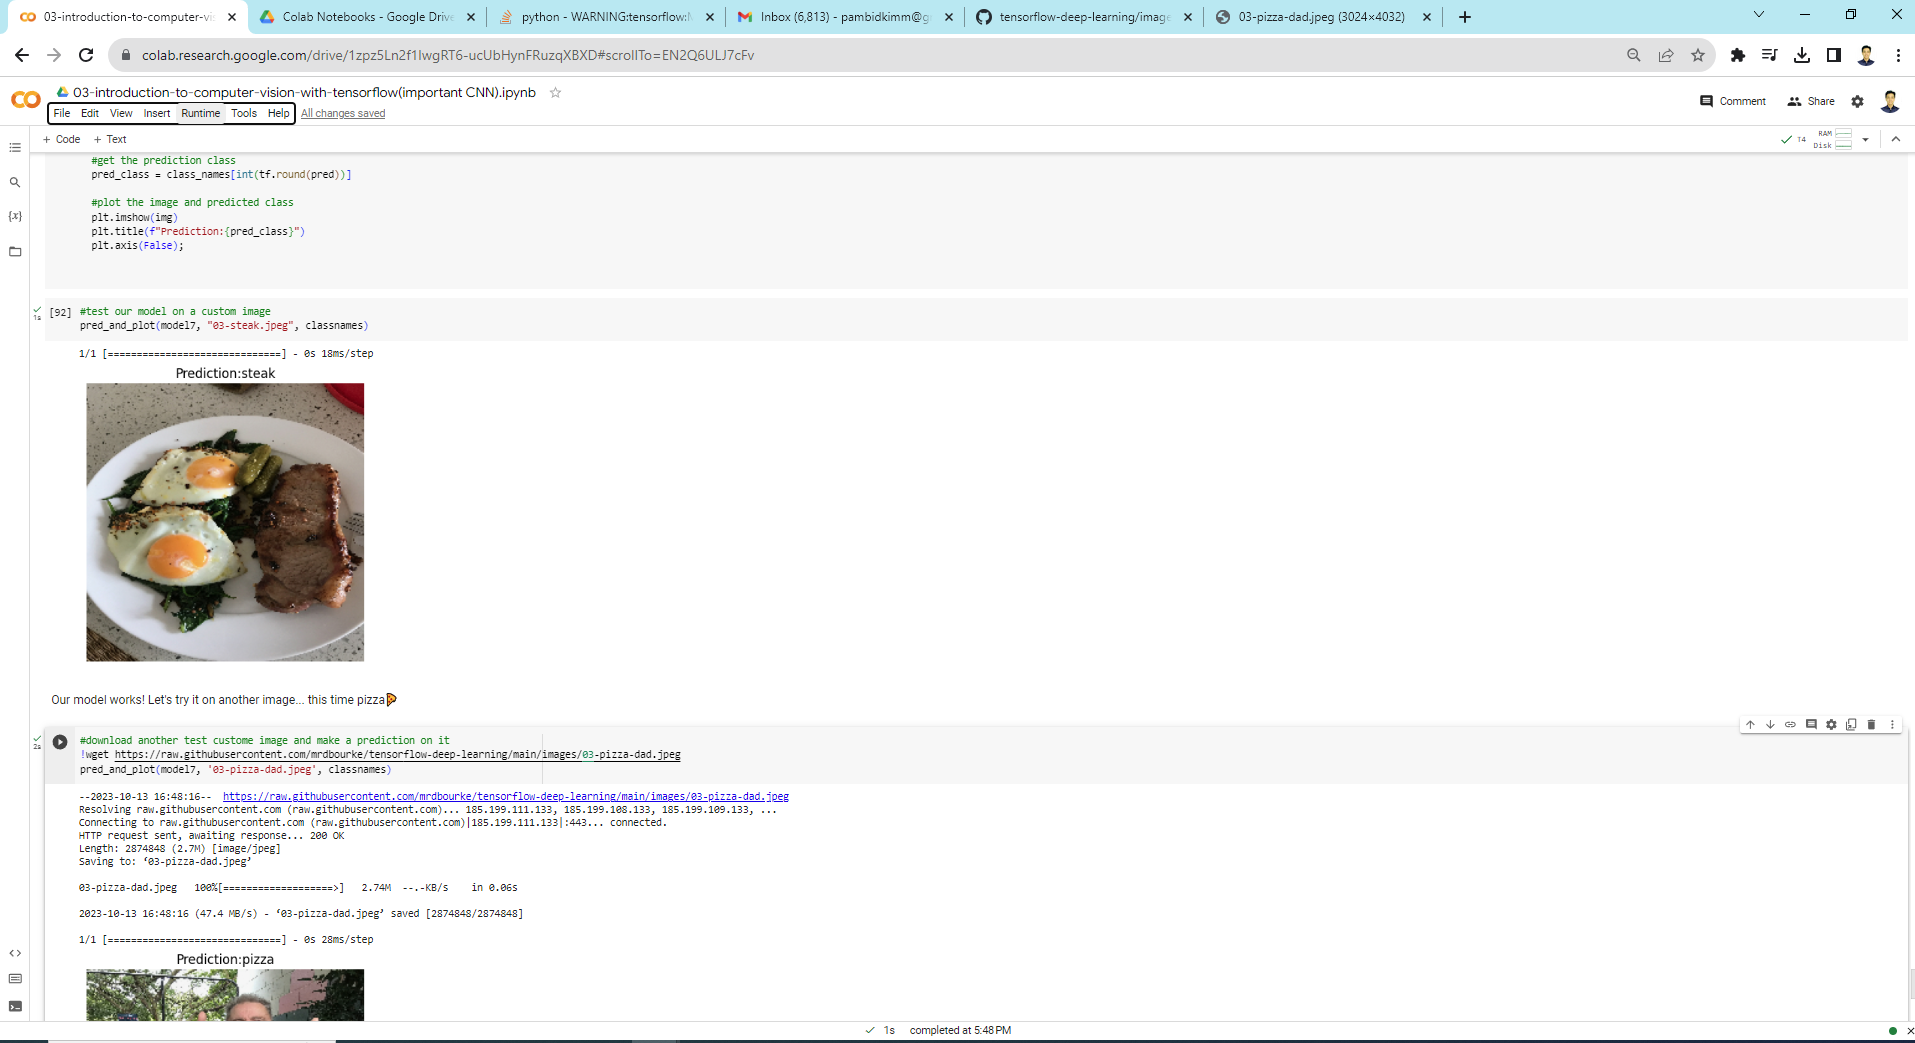 03-introduction-to-computer-vi
Colab Notebooks - Google Drive
python - WARNING:tensorflow:
Inbox (6,813) - pambidkimm@g
tensorflow-deep-learning/image
03-pizza-dad.jpeg (3024×4032)
colab.research.google.com/drive/1zpz5Ln2f1IwgRT6-ucUbHynFRuzqXBXD#scrollTo=EN2Q6ULJ7cFv
03-introduction-to-computer-vision-with-tensorflow(important CNN).ipynb
File Edit View Insert Runtime Tools Help All changes saved
Comment Share
+ Code + Text
T4 RAM
Disk
#get the prediction class
pred_class = class_names[int(tf.round(pred))]
#plot the image and predicted class
plt.imshow(img)
plt.title(f"Prediction:{pred_class}")
plt.axis(False);
1s
[92] #test our model on a custom image
pred_and_plot(model7, "03-steak.jpeg", classnames)
1/1 [==============================] - 0s 18ms/step
Prediction:steak
Our model works! Let's try it on another image... this time pizza🍕
2s
#download another test custome image and make a prediction on it
!wget https://raw.githubusercontent.com/mrdbourke/tensorflow-deep-learning/main/images/03-pizza-dad.jpeg
pred_and_plot(model7, '03-pizza-dad.jpeg', classnames)
--2023-10-13 16:48:16-- https://raw.githubusercontent.com/mrdbourke/tensorflow-deep-learning/main/images/03-pizza-dad.jpeg
Resolving raw.githubusercontent.com (raw.githubusercontent.com)... 185.199.111.133, 185.199.108.133, 185.199.109.133, ...
Connecting to raw.githubusercontent.com (raw.githubusercontent.com)|185.199.111.133|:443... connected.
HTTP request sent, awaiting response... 200 OK
Length: 2874848 (2.7M) [image/jpeg]
Saving to: ‘03-pizza-dad.jpeg’
03-pizza-dad.jpeg 100%[===================>] 2.74M --.-KB/s in 0.06s
2023-10-13 16:48:16 (47.4 MB/s) - ‘03-pizza-dad.jpeg’ saved [2874848/2874848]
1/1 [==============================] - 0s 28ms/step
Prediction:pizza
1s completed at 5:48 PM